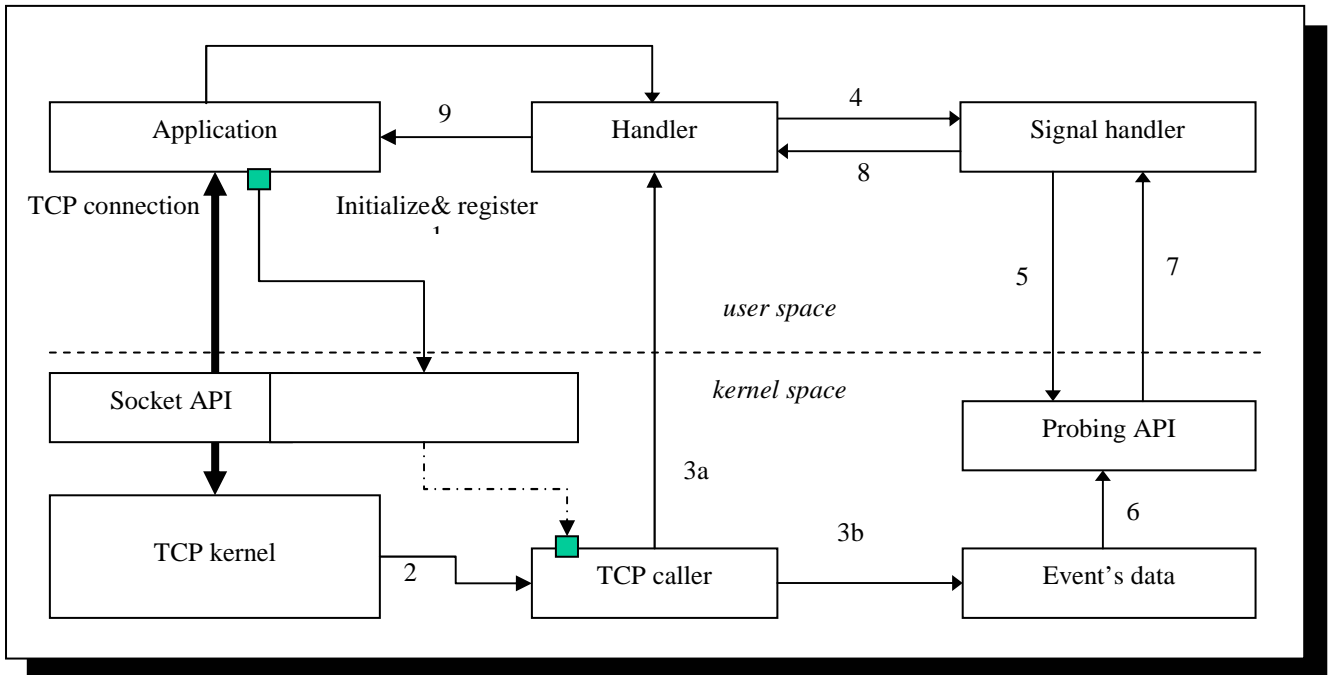 9
4
Application
Handler
Signal handler
8
TCP connection
Initialize& register
5
7
user space
kernel space
Socket API
Probing API
3a
6
3b
TCP kernel
2
TCP caller
Event’s data